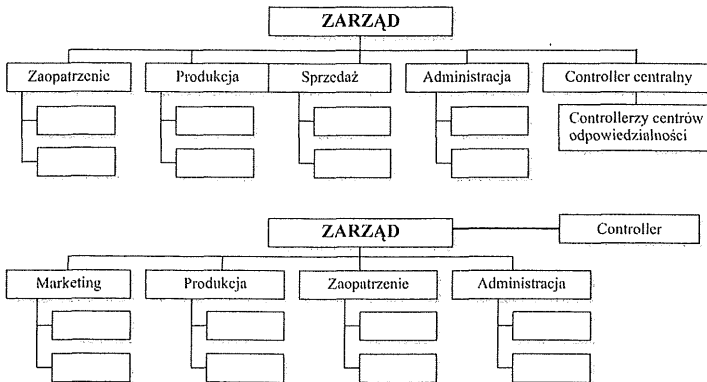 ZARZĄD
Zaopatrzenie
Produkcja
Sprzedaż
Administracja
Controller centralny
Controllerzy centrów
odpowiedzialności
ZARZĄD
Controller
Marketing
Produkcja
Zaopatrzenie
Administracja